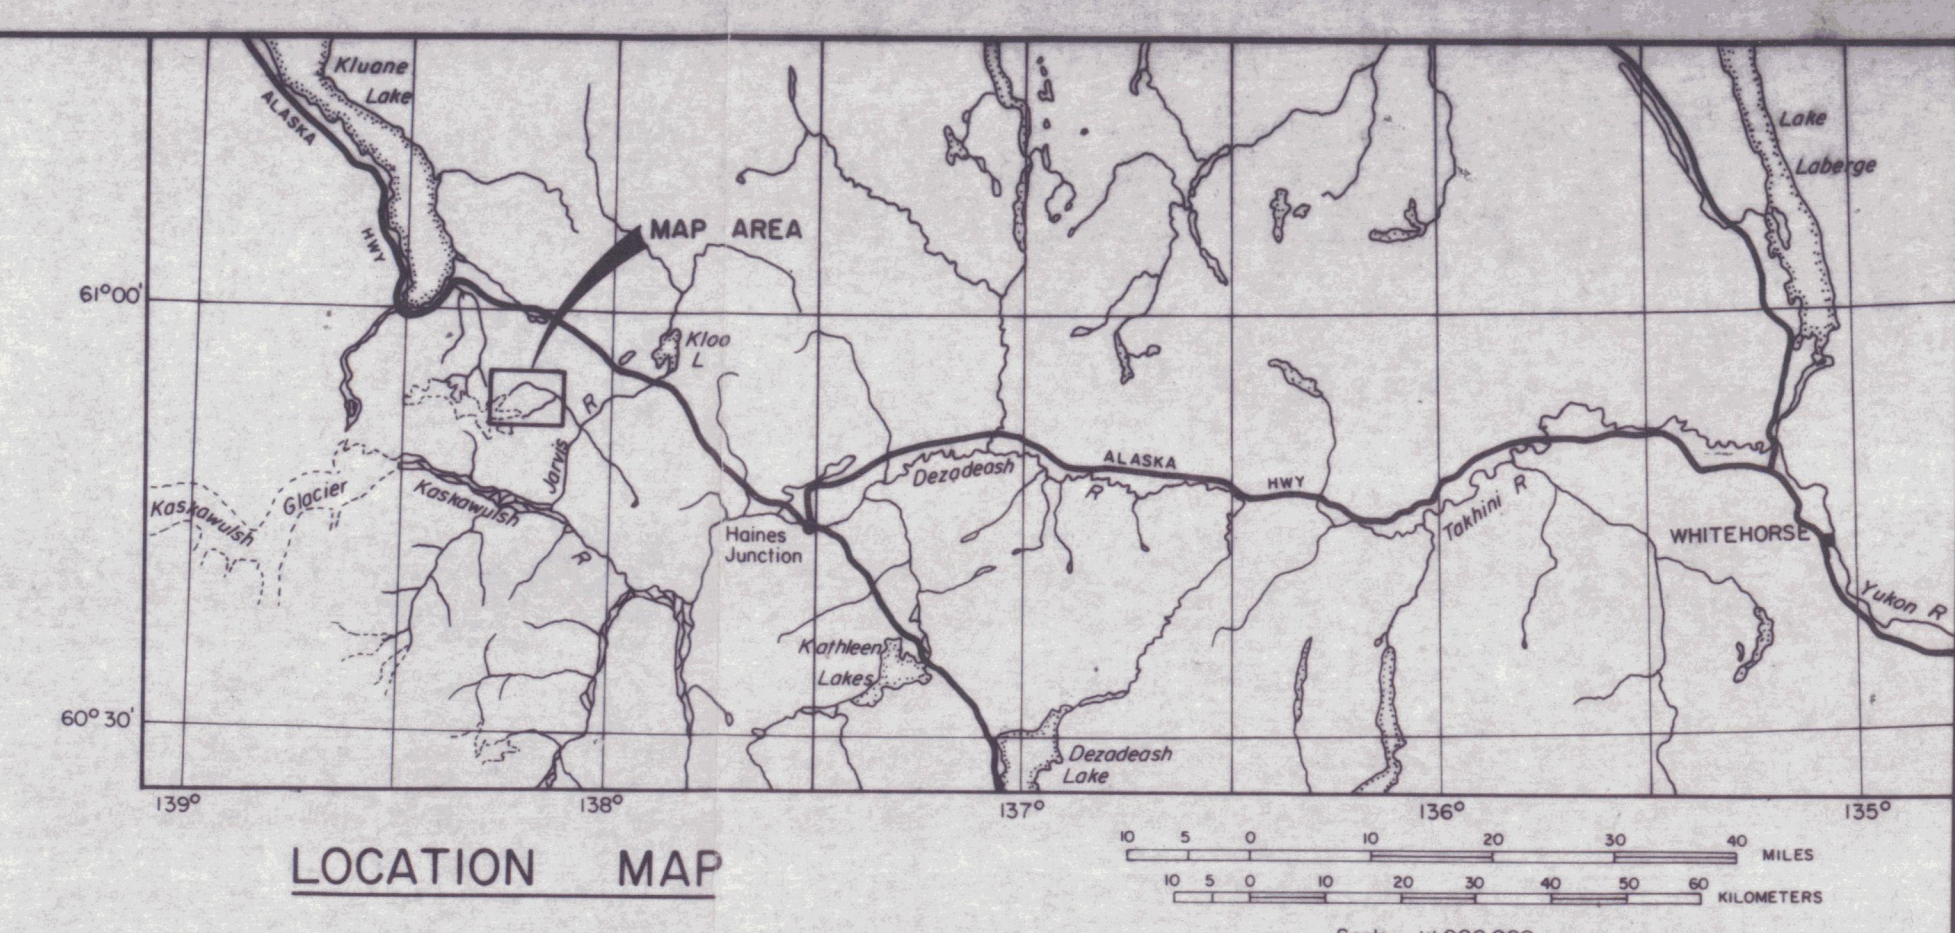 Kluane
Lake
ALASKA
HWY
MAP AREA
Lake
Laberge
61°00'
Kloo
L
Jarvis R
Kaskawulsh Glacier
Kaskawulsh R
Haines
Junction
Dezadeash R
ALASKA HWY
Takhini R
WHITEHORSE
Yukon R
Kathleen
Lakes
60°30'
Dezadeash
Lake
139° 138° 137° 136° 135°
LOCATION MAP
10 5 0 10 20 30 40 MILES
10 5 0 10 20 30 40 50 60 KILOMETERS